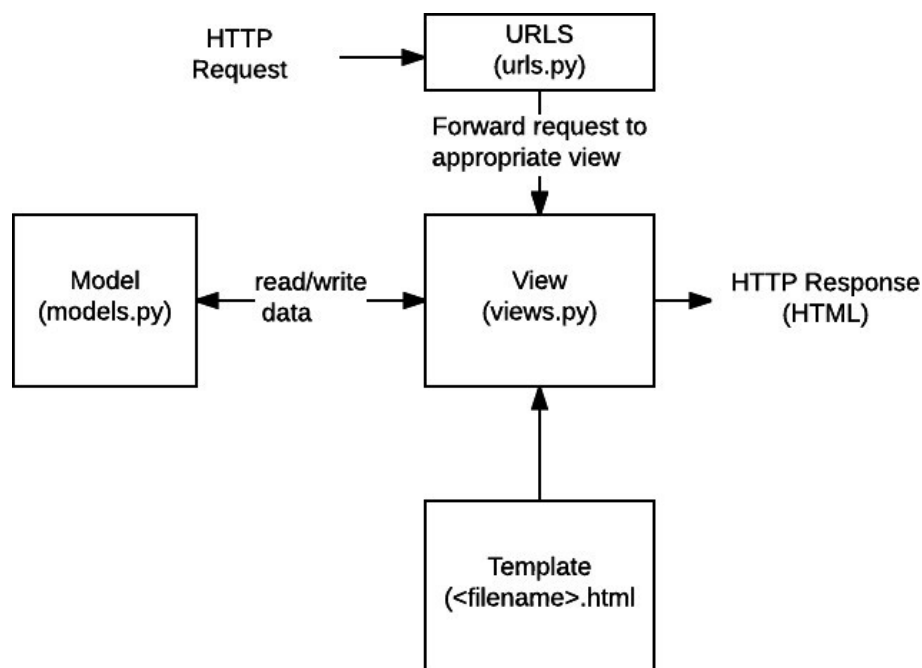 HTTP
Request
URLS
(urls.py)
Forward request to
appropriate view
Model
(models.py)
read/write
data
View
(views.py)
HTTP Response
(HTML)
Template
(<filename>.html